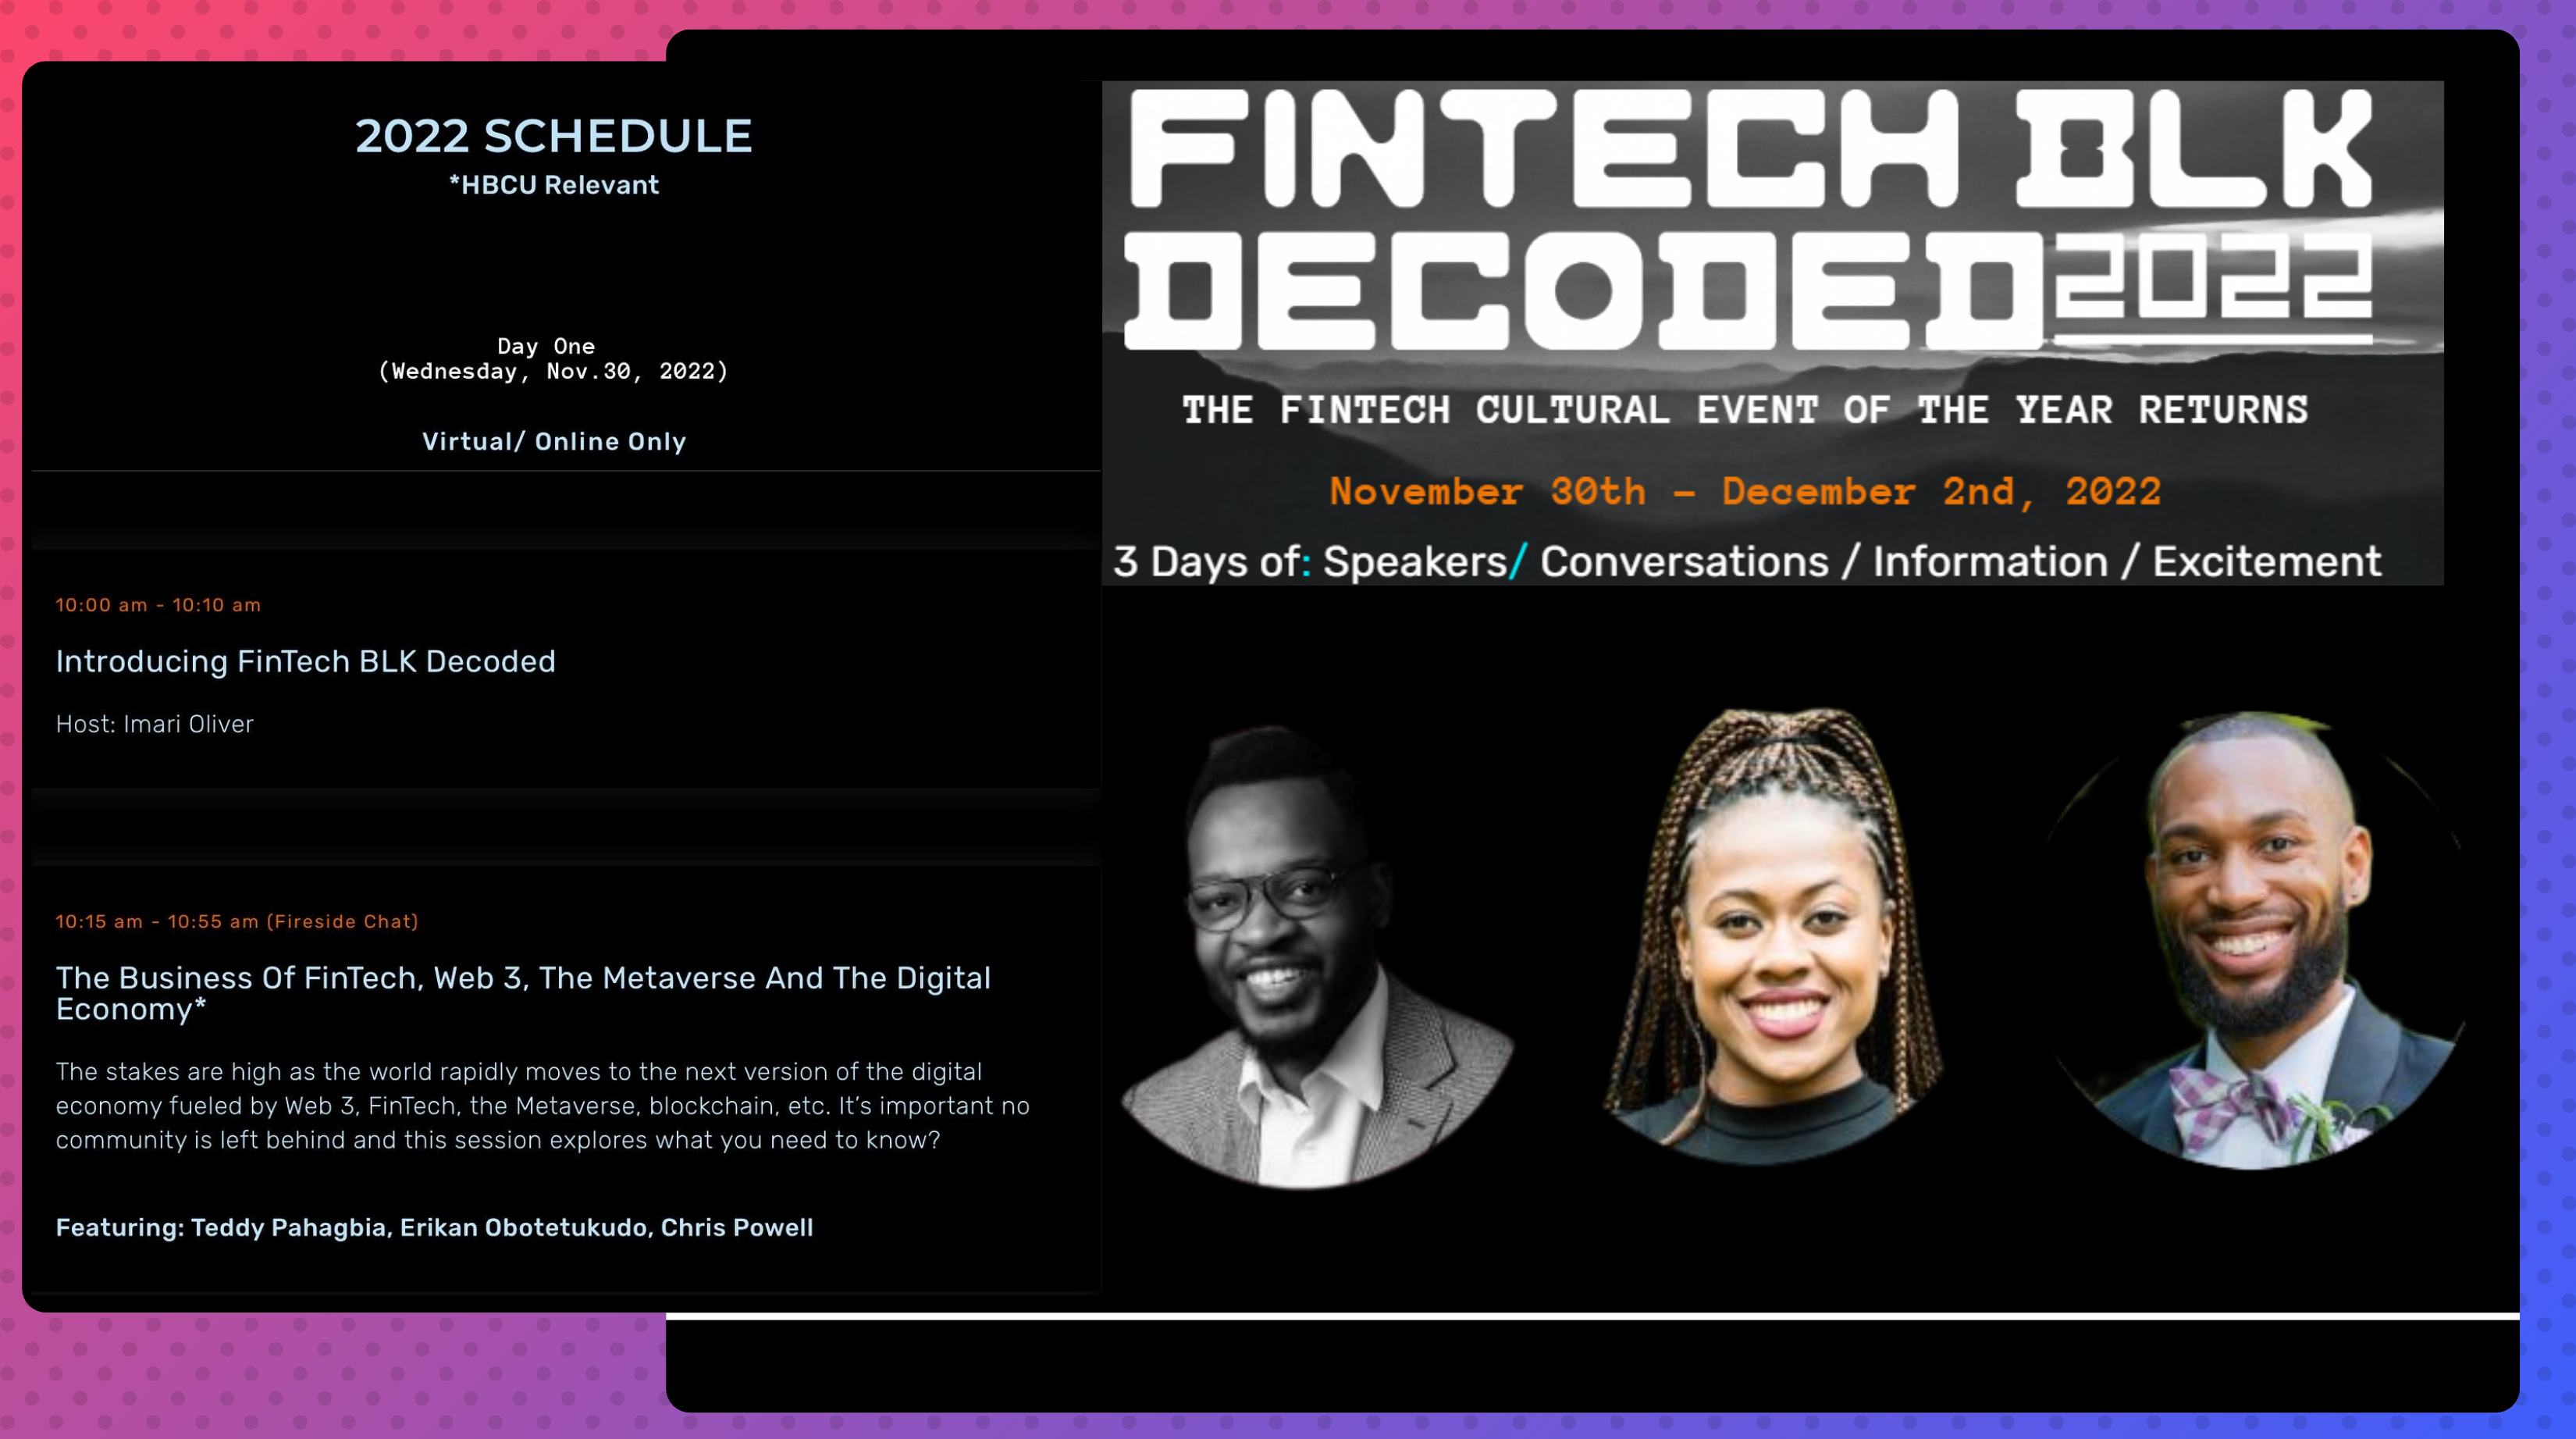 2022 SCHEDULE
*HBCU Relevant
Day One
(Wednesday, Nov.30, 2022)
Virtual/ Online Only
10:00 am - 10:10 am
Introducing FinTech BLK Decoded
Host: Imari Oliver
10:15 am - 10:55 am (Fireside Chat)
The Business Of FinTech, Web 3, The Metaverse And The Digital
Economy*
The stakes are high as the world rapidly moves to the next version of the digital
economy fueled by Web 3, FinTech, the Metaverse, blockchain, etc. It’s important no
community is left behind and this session explores what you need to know?
Featuring: Teddy Pahagbia, Erikan Obotetukudo, Chris Powell
FINTECH BLK
DECODED2022
THE FINTECH CULTURAL EVENT OF THE YEAR RETURNS
November 30th – December 2nd, 2022
3 Days of: Speakers/ Conversations / Information / Excitement